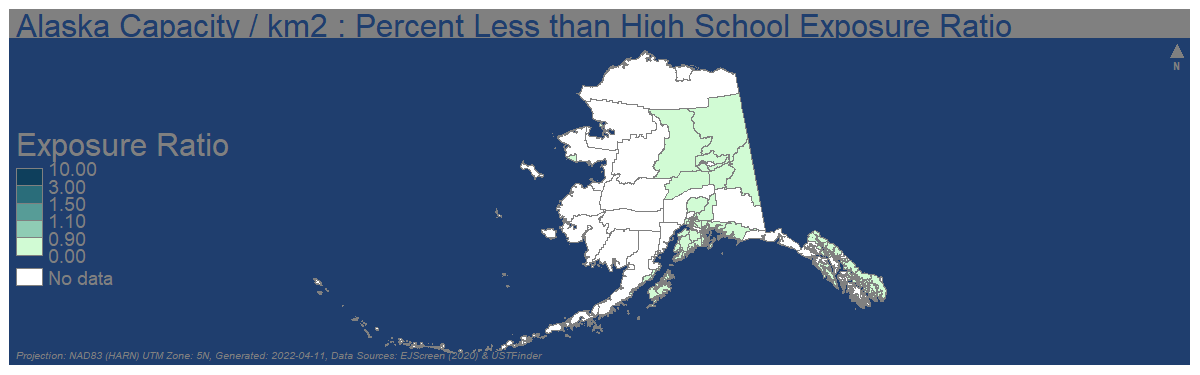 Alaska Capacity / km2 : Percent Less than High School Exposure Ratio
N
Exposure Ratio
10.00
3.00
1.50
1.10
0.90
0.00
No data
Projection: NAD83 (HARN) UTM Zone: 5N, Generated: 2022-04-11, Data Sources: EJScreen (2020) & USTFinder